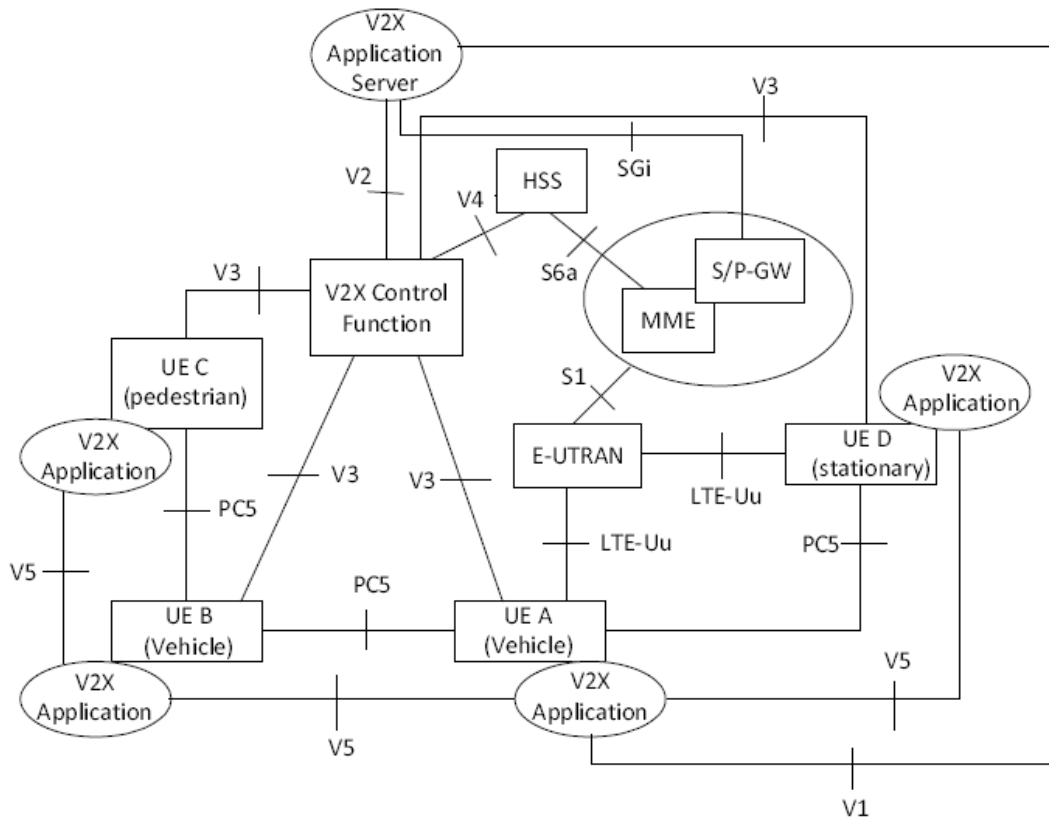 V2X
Application
Server
V3
SGi
HSS
V2
V4
S6a
S/P-GW
MME
V3
V2X Control
Function
UE C
(pedestrian)
S1
V2X
Application
V2X
Application
E-UTRAN
UE D
(stationary)
V3
V3
LTE-Uu
PC5
LTE-Uu
PC5
V5
PC5
UE B
(Vehicle)
UE A
(Vehicle)
V5
V2X
Application
V2X
Application
V5
V1